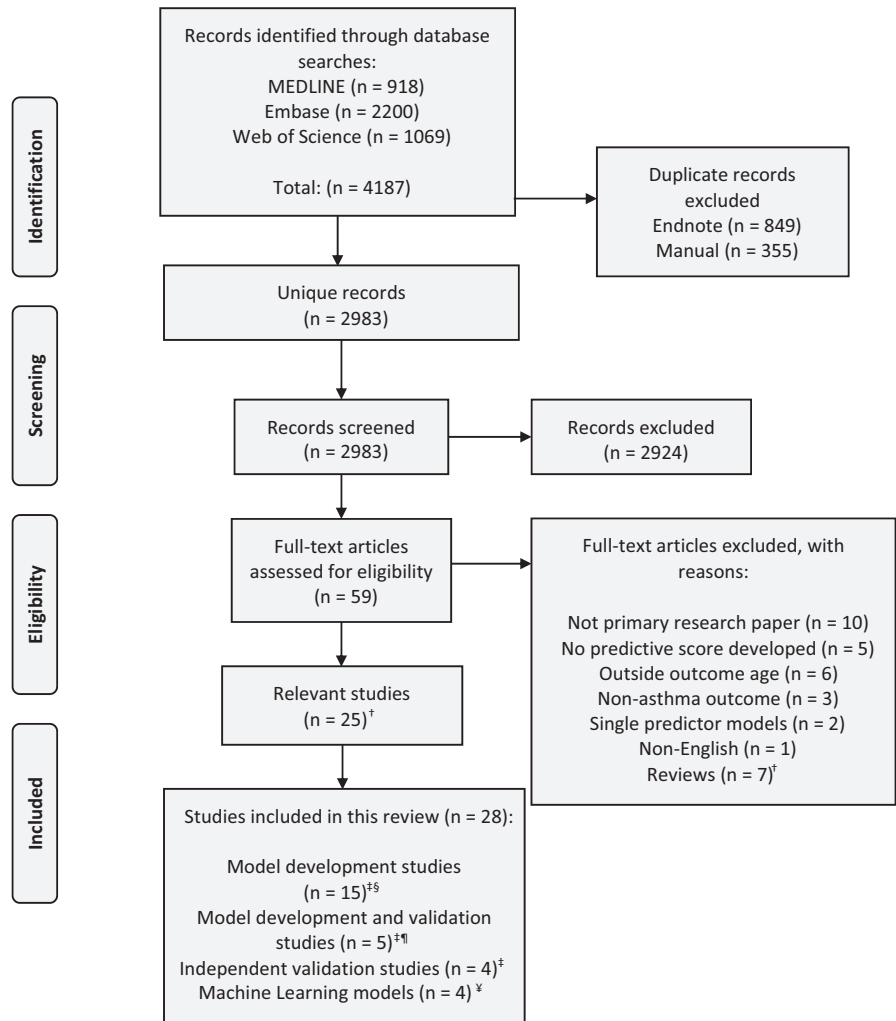 Records identified through database
searches:
MEDLINE (n = 918)
Embase (n = 2200)
Web of Science (n = 1069)
Total: (n = 4187)
Identification
Duplicate records
excluded
Endnote (n = 849)
Manual (n = 355)
Unique records
(n = 2983)
Screening
Records screened
(n = 2983)
Records excluded
(n = 2924)
Eligibility
Full-text articles
assessed for eligibility
(n = 59)
Full-text articles excluded, with
reasons:
Not primary research paper (n = 10)
No predictive score developed (n = 5)
Outside outcome age (n = 6)
Non-asthma outcome (n = 3)
Single predictor models (n = 2)
Non-English (n = 1)
Reviews (n = 7)†
Relevant studies
(n = 25)†
Included
Studies included in this review (n = 28):
Model development studies
(n = 15)‡§
Model development and validation
studies (n = 5)‡¶
Independent validation studies (n = 4)‡
Machine Learning models (n = 4) ¥